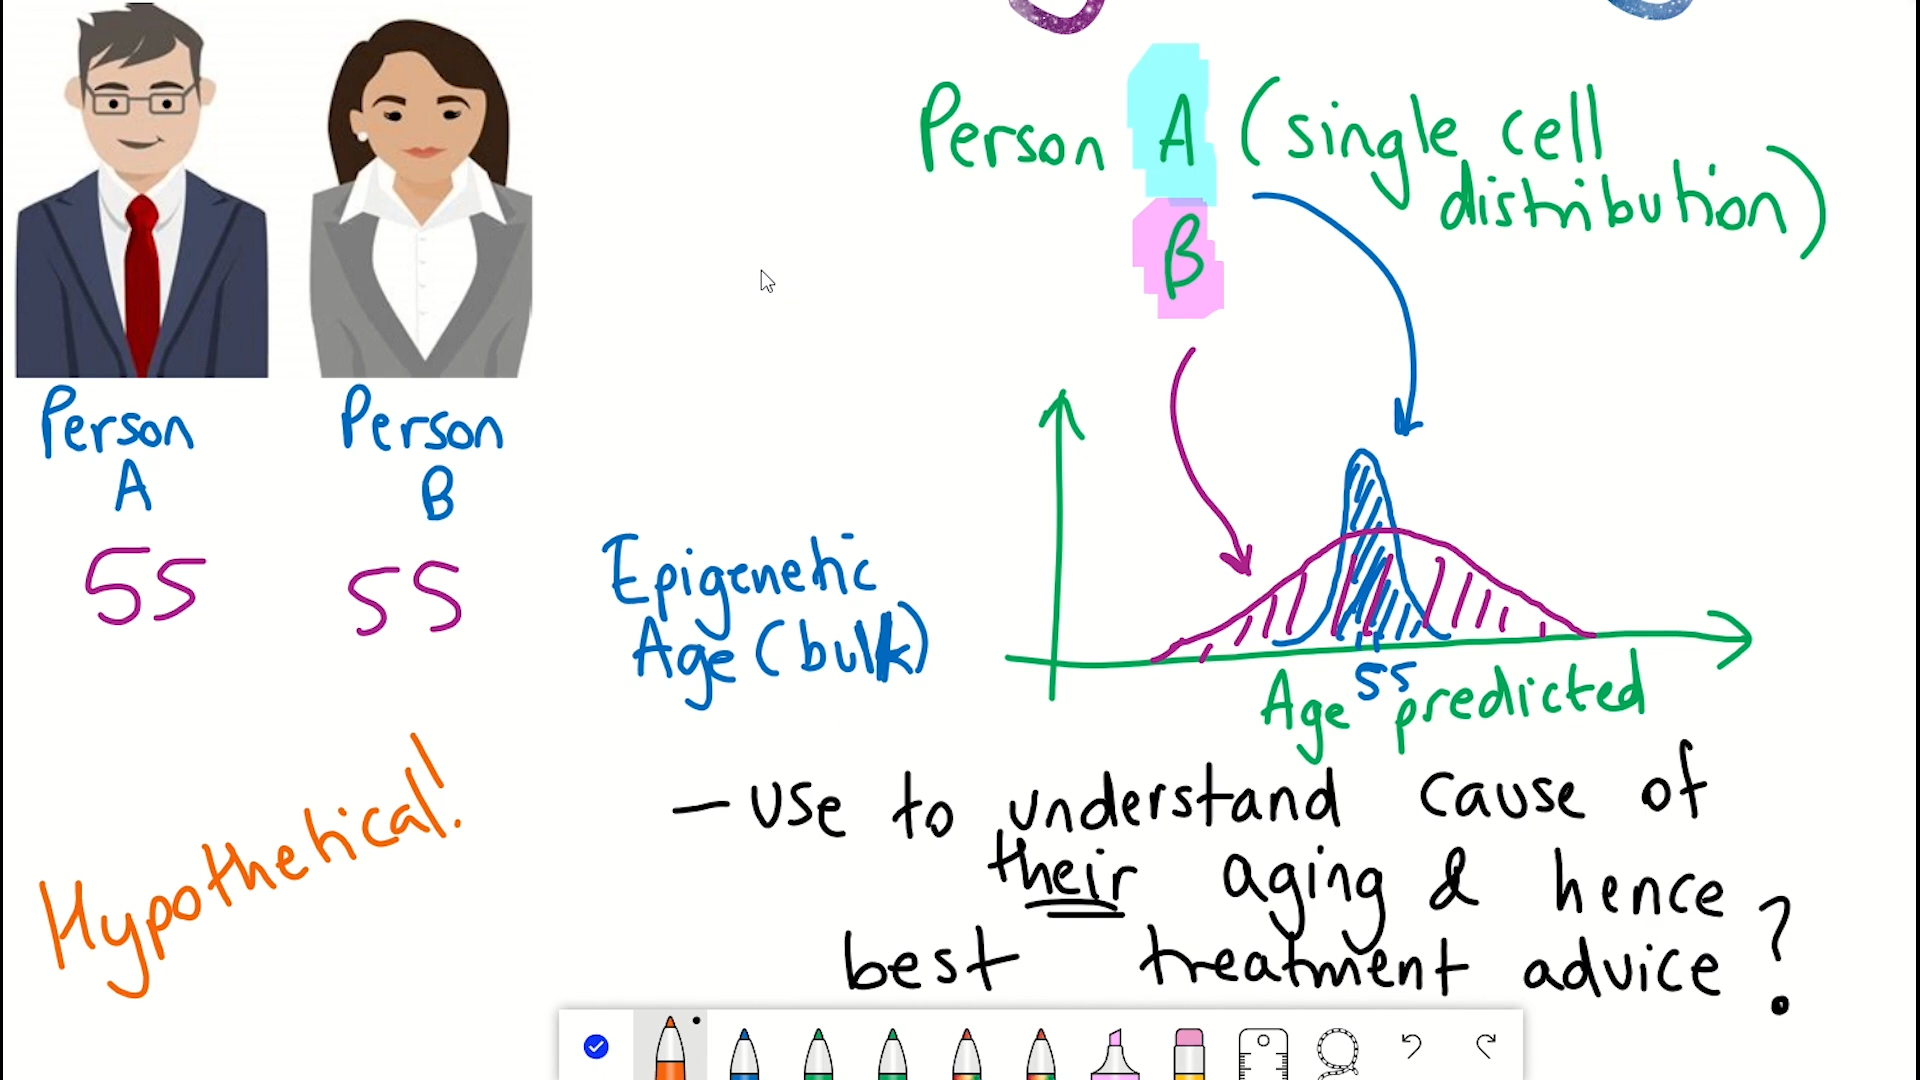 Person A (single cell
distribution)
B
Person
A
Person
B
55
55
Epigenetic
Age (bulk)
55
Age predicted
Hypothetical!
- use to understand cause of
their aging & hence
best treatment advice?